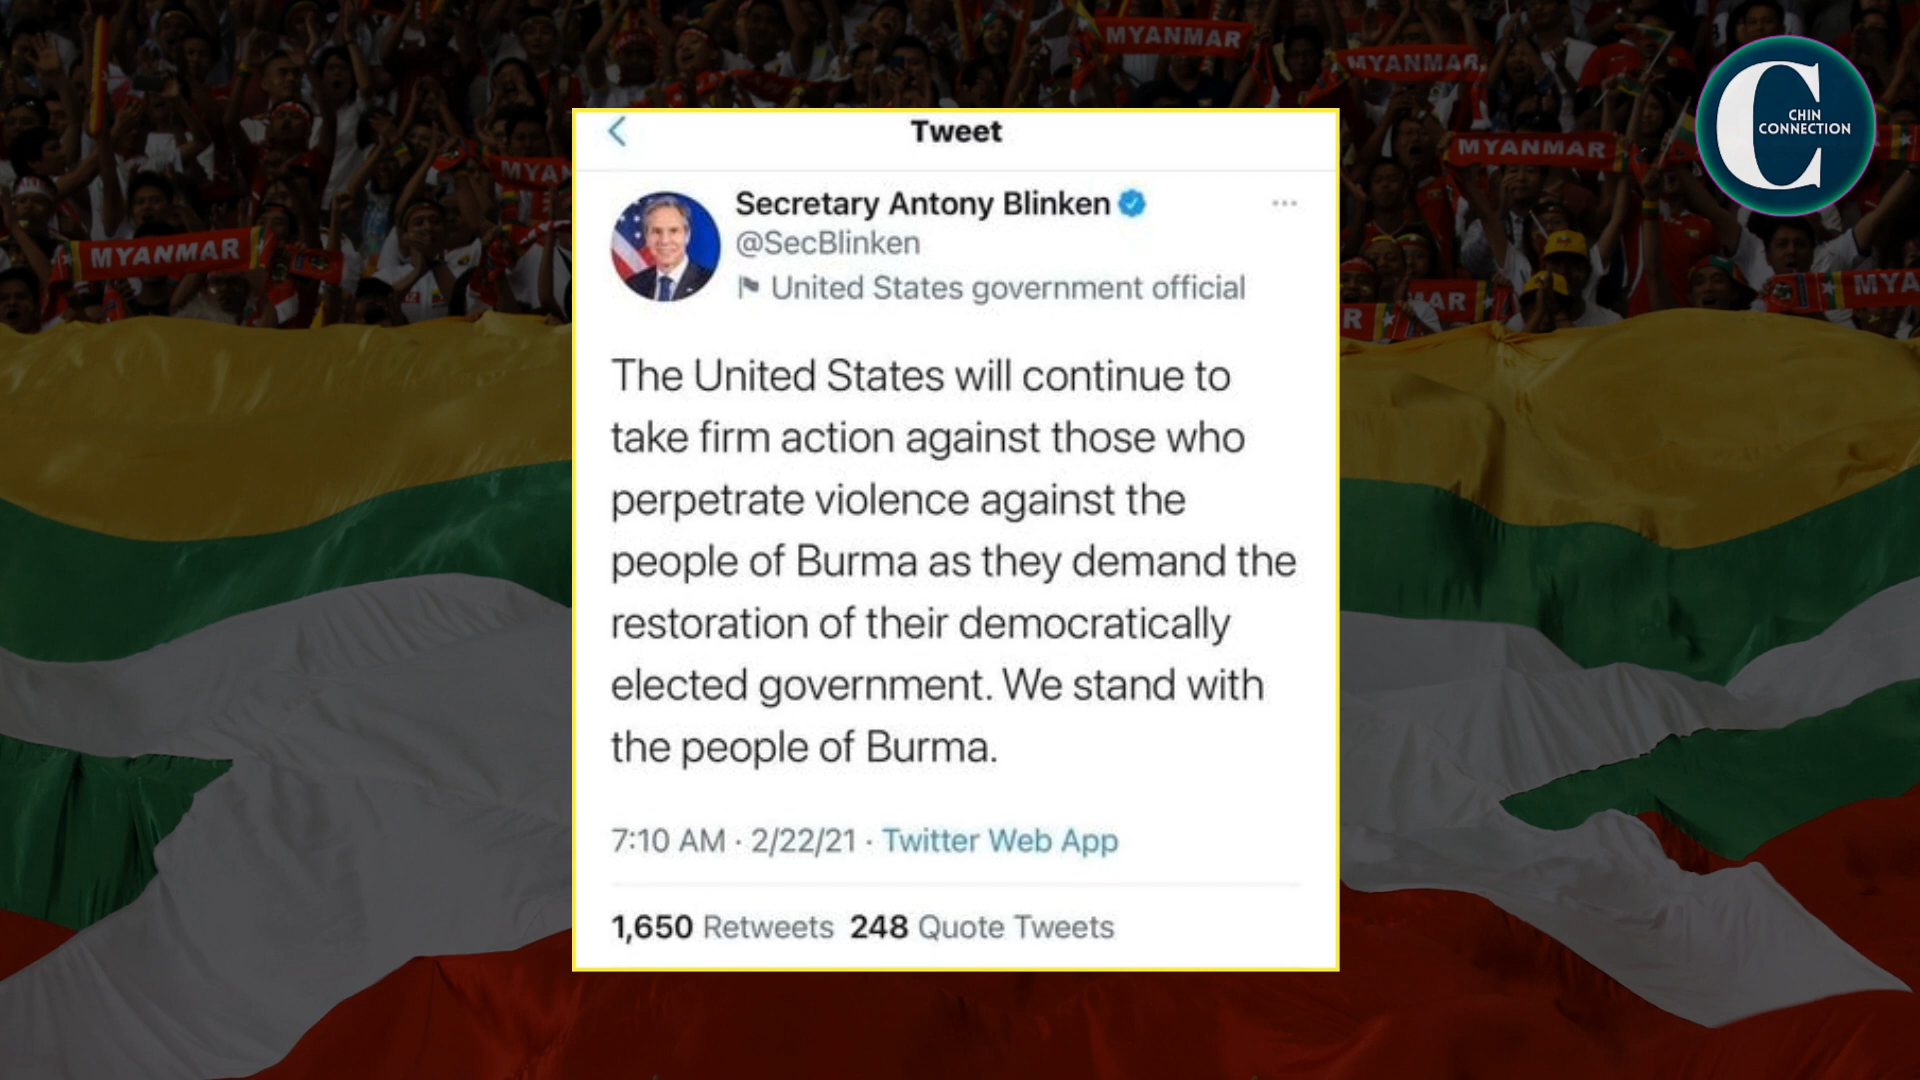 MYANMAR
MYANMAR
MYANMAR
MYAN
MYANMAR
MYA
AR
R
CHIN
CONNECTION
Tweet
Secretary Antony Blinken
@SecBlinken
United States government official
The United States will continue to
take firm action against those who
perpetrate violence against the
people of Burma as they demand the
restoration of their democratically
elected government. We stand with
the people of Burma.
7:10 AM · 2/22/21 · Twitter Web App
1,650 Retweets 248 Quote Tweets